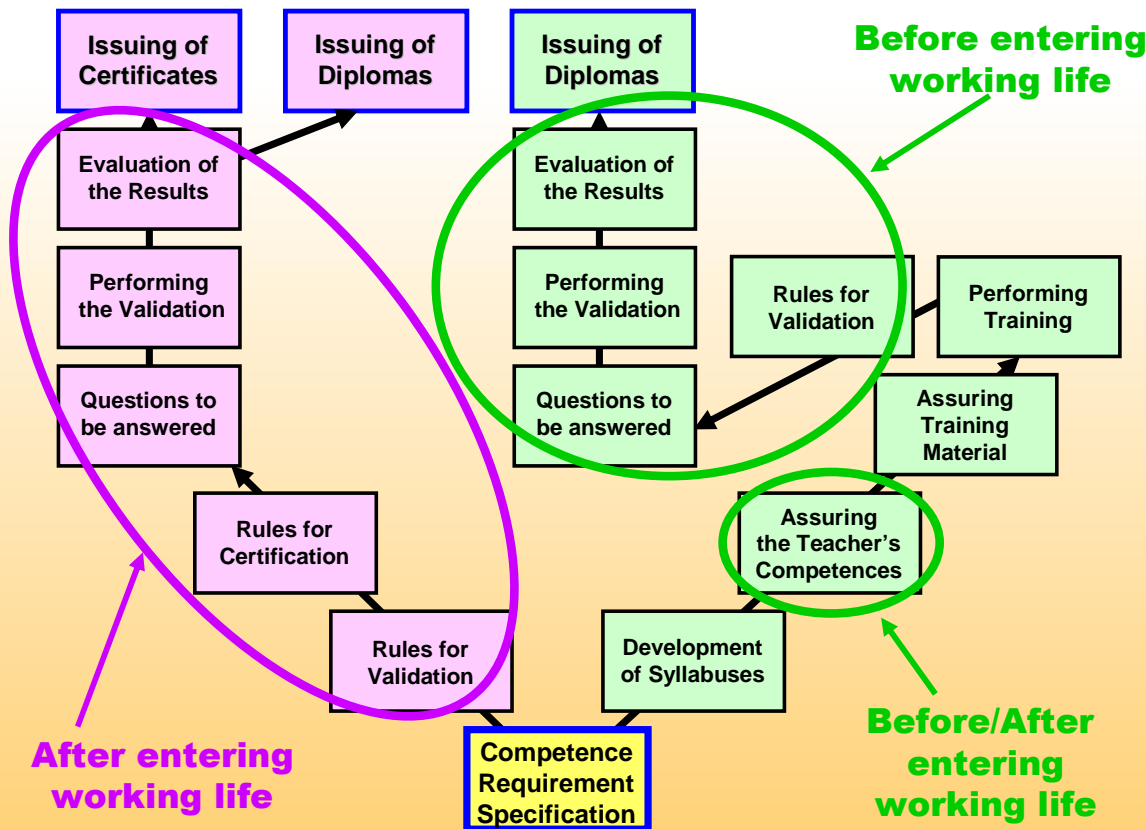 Issuing of
Certificates
Issuing of
Diplomas
Issuing of
Diplomas
Before entering
working life
Evaluation of
the Results
Evaluation of
the Results
Performing
the Validation
Performing
the Validation
Rules for
Validation
Performing
Training
Questions to
be answered
Questions to
be answered
Assuring
Training
Material
Rules for
Certification
Assuring
the Teacher’s
Competences
Rules for
Validation
Development
of Syllabuses
After entering
working life
Competence
Requirement
Specification
Before/After
entering
working life